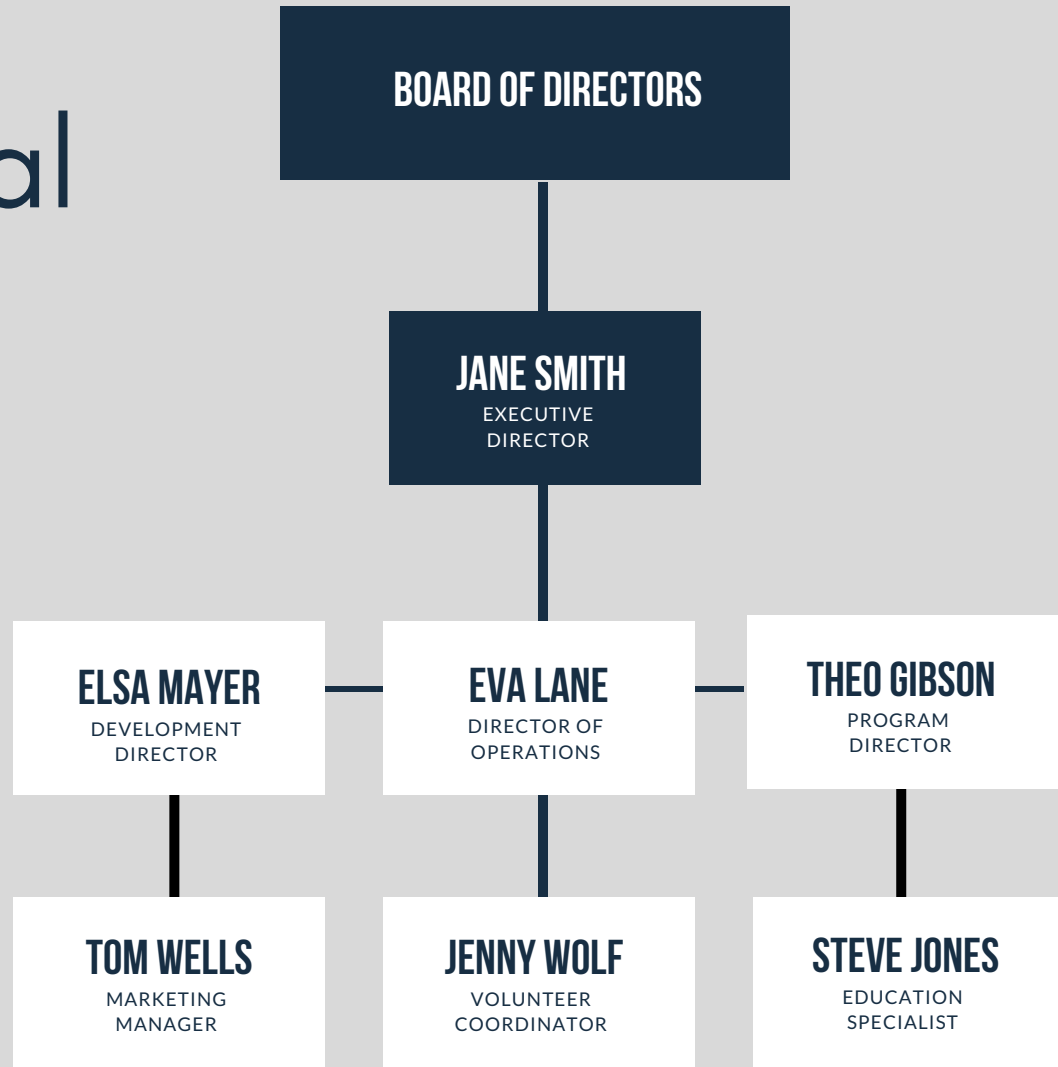 BOARD OF DIRECTORS
al
JANE SMITH
EXECUTIVE
DIRECTOR
ELSA MAYER
DEVELOPMENT
DIRECTOR
EVA LANE
DIRECTOR OF
OPERATIONS
THEO GIBSON
PROGRAM
DIRECTOR
TOM WELLS
MARKETING
MANAGER
JENNY WOLF
VOLUNTEER
COORDINATOR
STEVE JONES
EDUCATION
SPECIALIST